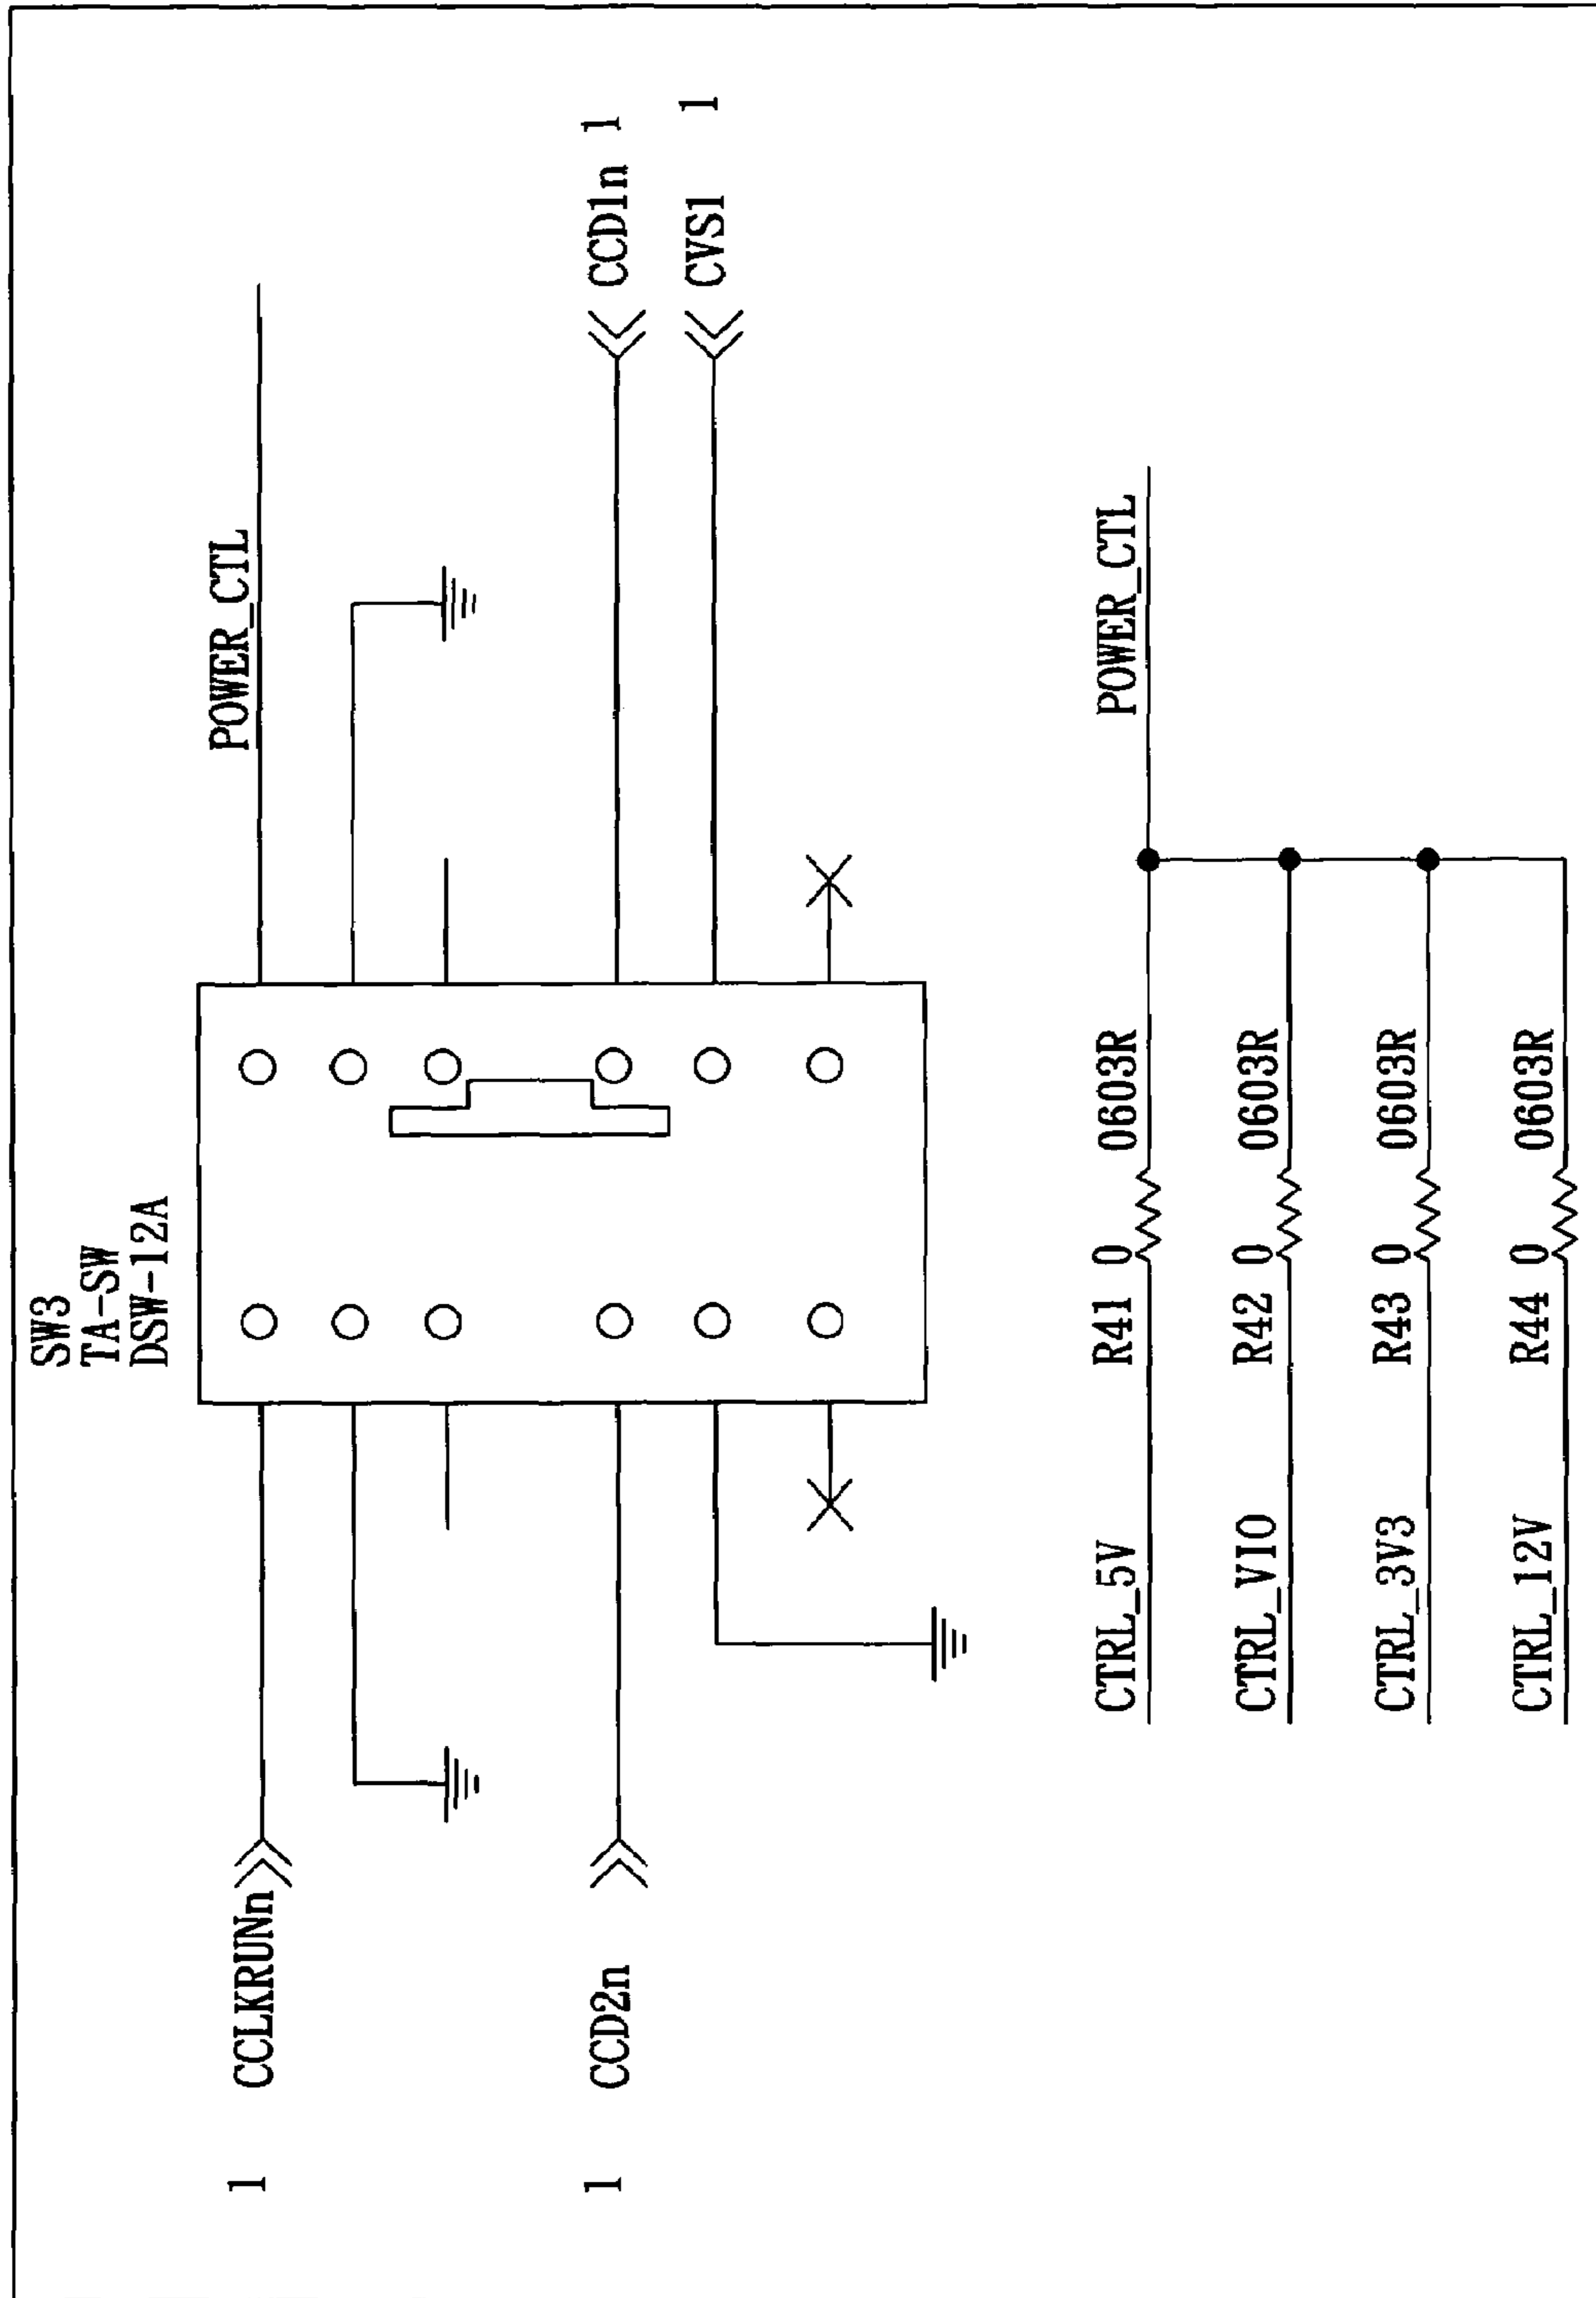 SW3
TA-SW
DSW-12A
1 CCLKRUNn
POWER_CTL
1 CCD2n
CCD1n 1
CVS1 1
CTRL_5V R41 0 0603R POWER_CTL
CTRL_VIO R42 0 0603R
CTRL_3V3 R43 0 0603R
CTRL_12V R44 0 0603R